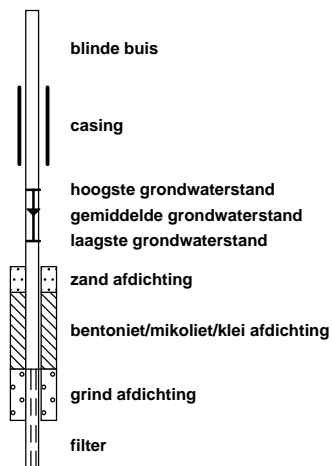 blinde buis
casing
hoogste grondwaterstand
gemiddelde grondwaterstand
laagste grondwaterstand
zand afdichting
bentoniet/mikoliet/klei afdichting
grind afdichting
filter